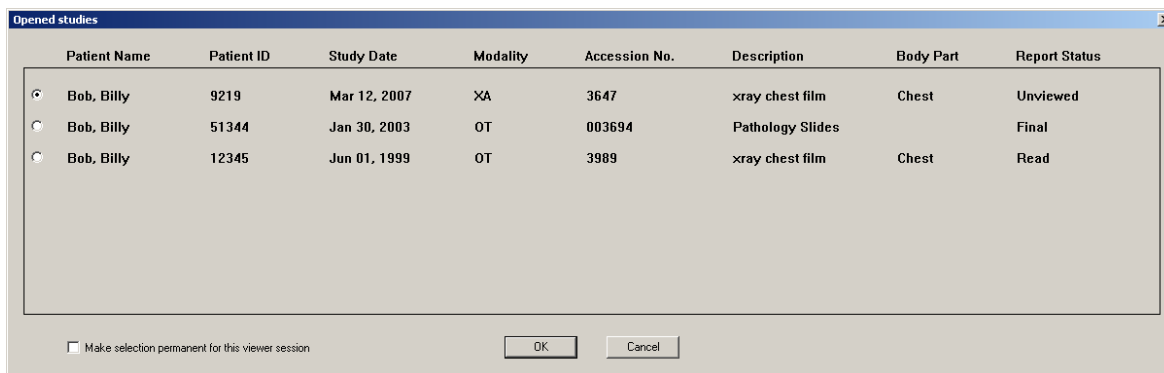 Opened studies
Patient Name Patient ID Study Date Modality Accession No. Description Body Part Report Status
Bob, Billy 9219 Mar 12, 2007 XA 3647 xray chest film Chest Unviewed
Bob, Billy 51344 Jan 30, 2003 OT 003694 Pathology Slides Final
Bob, Billy 12345 Jun 01, 1999 OT 3989 xray chest film Chest Read
Make selection permanent for this viewer session OK Cancel